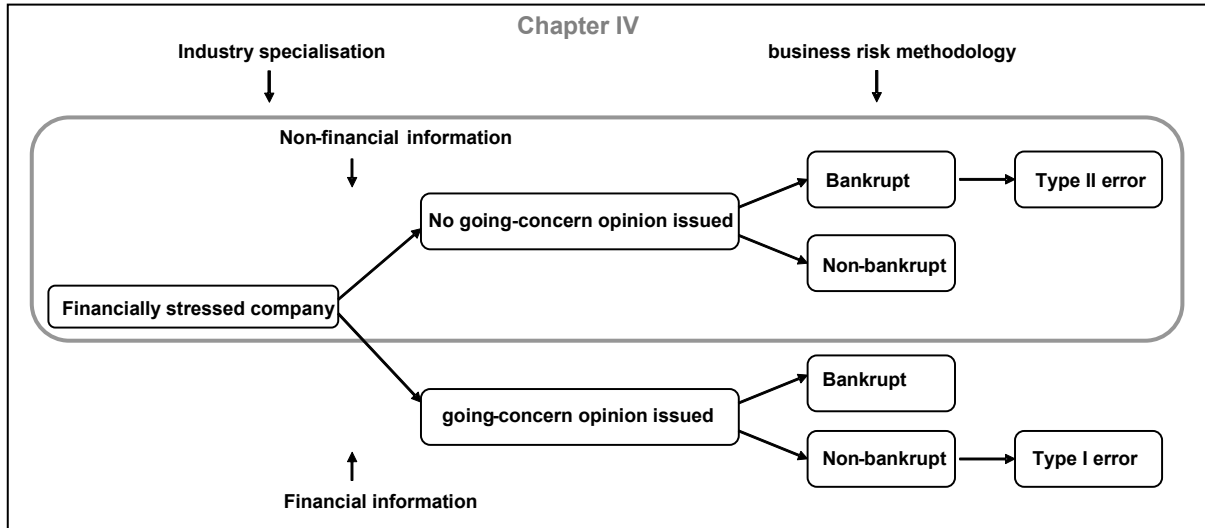 Chapter IV
Industry specialisation
business risk methodology
Non-financial information
Bankrupt
Type II error
No going-concern opinion issued
Non-bankrupt
Financially stressed company
Bankrupt
going-concern opinion issued
Non-bankrupt
Type I error
Financial information